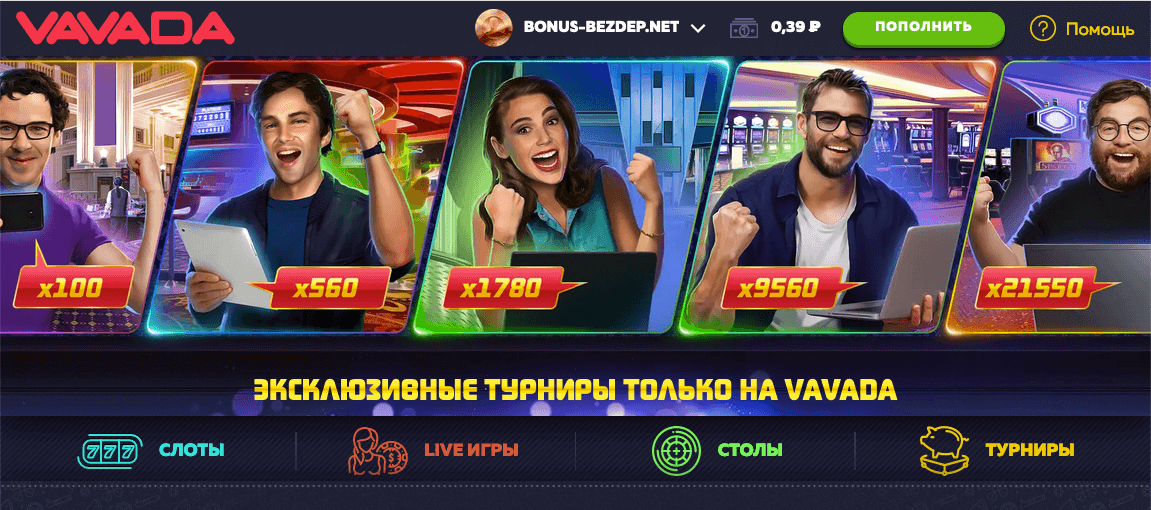 VAVADA
BONUS-BEZDEP.NET
0,39 ₽
ПОПОЛНИТЬ
? Помощь
x100
x560
x1780
x9560
x21550
ЭКСКЛЮЗИВНЫЕ ТУРНИРЫ ТОЛЬКО НА VAVADA
777 СЛОТЫ
LIVE ИГРЫ
СТОЛЫ
ТУРНИРЫ